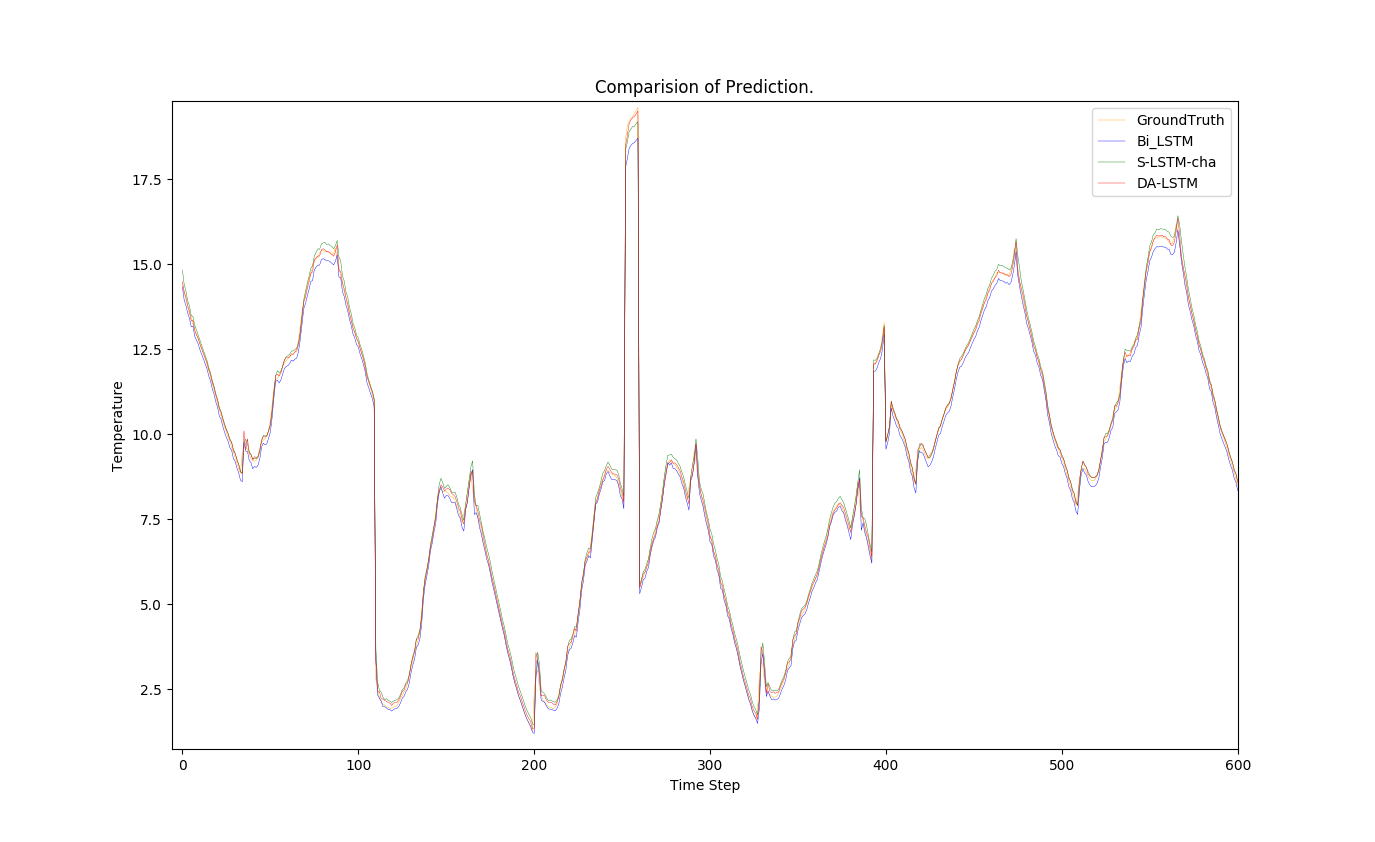 Comparision of Prediction.
GroundTruth
Bi_LSTM
S-LSTM-cha
DA-LSTM
17.5
15.0
12.5
10.0
7.5
5.0
2.5
Temperature
0 100 200 300 400 500 600
Time Step